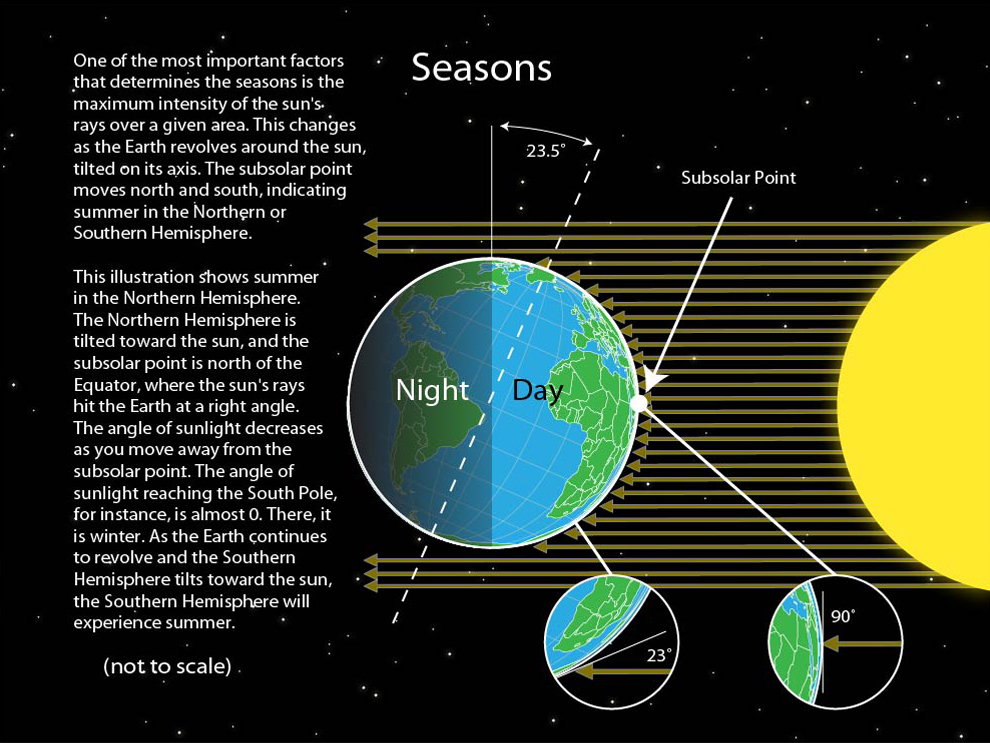 Seasons
One of the most important factors
that determines the seasons is the
maximum intensity of the sun's
rays over a given area. This changes
as the Earth revolves around the sun,
tilted on its axis. The subsolar point
moves north and south, indicating
summer in the Northern or
Southern Hemisphere.
This illustration shows summer
in the Northern Hemisphere.
The Northern Hemisphere is
tilted toward the sun, and the
subsolar point is north of the
Equator, where the sun's rays
hit the Earth at a right angle.
The angle of sunlight decreases
as you move away from the
subsolar point. The angle of
sunlight reaching the South Pole,
for instance, is almost 0. There, it
is winter. As the Earth continues
to revolve and the Southern
Hemisphere tilts toward the sun,
the Southern Hemisphere will
experience summer.
(not to scale)
23.5°
Subsolar Point
Night
Day
23°
90°